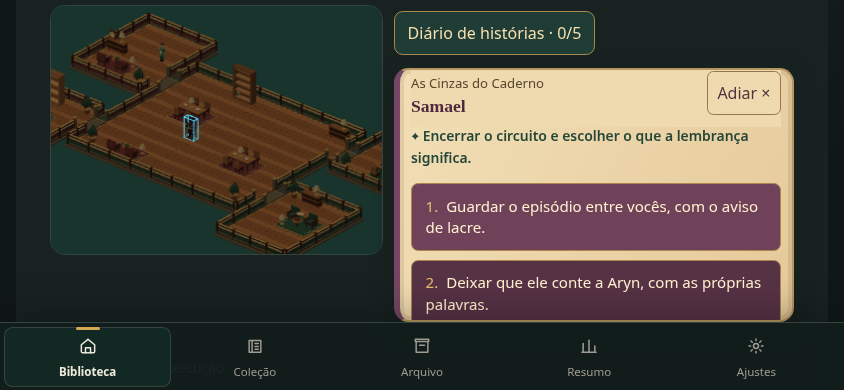 Diário de histórias · 0/5
As Cinzas do Caderno
Samael
Adiar ×
✦ Encerrar o circuito e escolher o que a lembrança
significa.
1. Guardar o episódio entre vocês, com o aviso
de lacre.
2. Deixar que ele conte a Aryn, com as próprias
palavras.
Biblioteca
Coleção
Arquivo
Resumo
Ajustes